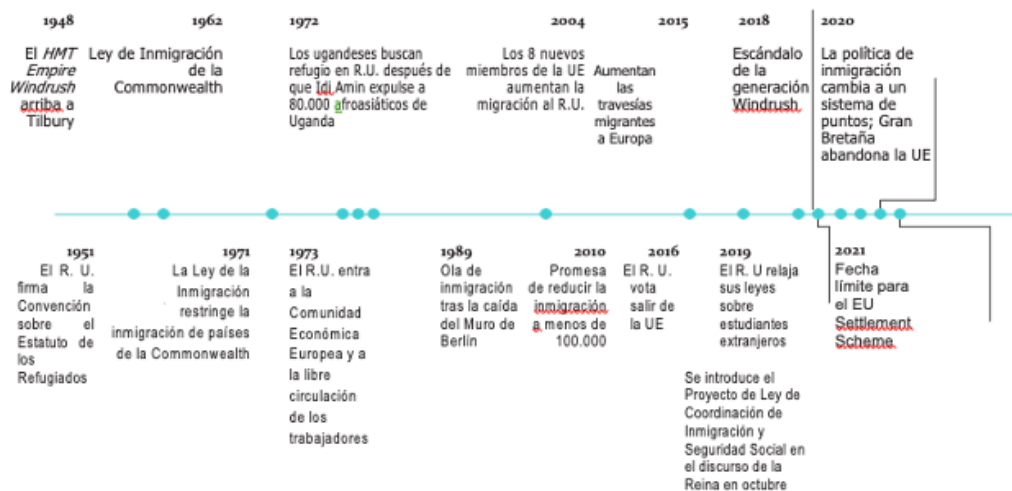 1948
El HMT
Empire
Windrush
arriba a
Tilbury
1962
Ley de Inmigración
de la
Commonwealth
1972
Los ugandeses buscan
refugio en R.U. después de
que Idi Amin expulse a
80.000 afroasiáticos de
Uganda
2004
Los 8 nuevos
miembros de la UE
aumentan la
migración al R.U.
2015
Aumentan
las
travesías
migrantes
a Europa
2018
Escándalo
de la
generación
Windrush
2020
La política de
inmigración
cambia a un
sistema de
puntos; Gran
Bretaña
abandona la UE
1951
El R. U.
firma la
Convención
sobre el
Estatuto de
los
Refugiados
1971
La Ley de la
Inmigración
restringe la
inmigración de países
de la Commonwealth
1973
El R.U. entra
a la
Comunidad
Económica
Europea y a
la libre
circulación
de los
trabajadores
1989
Ola de
inmigración
tras la caída
del Muro de
Berlín
2010
Promesa
de reducir la
inmigración
a menos de
100.000
2016
El R. U.
vota
salir de
la UE
2019
El R. U relaja
sus leyes
sobre
estudiantes
extranjeros
Se introduce el
Proyecto de Ley de
Coordinación de
Inmigración y
Seguridad Social en
el discurso de la
Reina en octubre
2021
Fecha
límite para
el EU
Settlement
Scheme